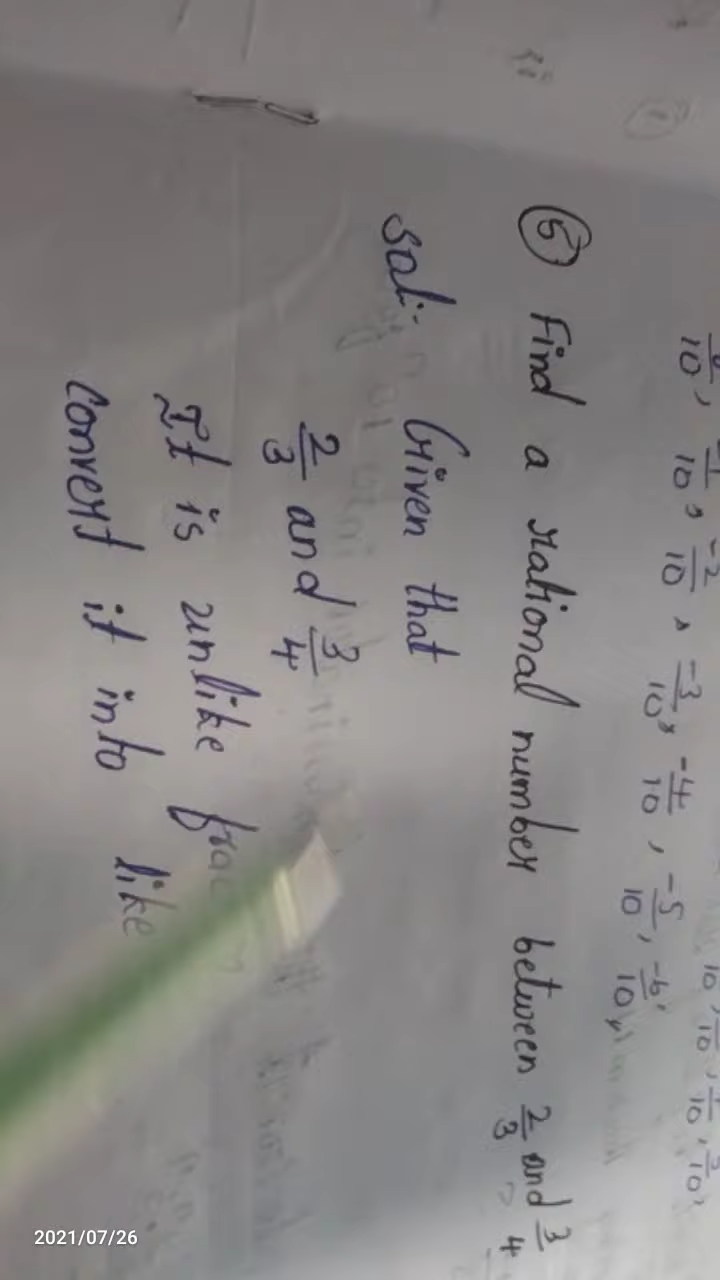 10, 10, -2/10, -3/10, -4/10, -5/10, -6/10,
⑤ Find a rational number between 2/3 and 3/4
Sol:- Given that
2/3 and 3/4
It is unlike
convert it into like
2021/07/26